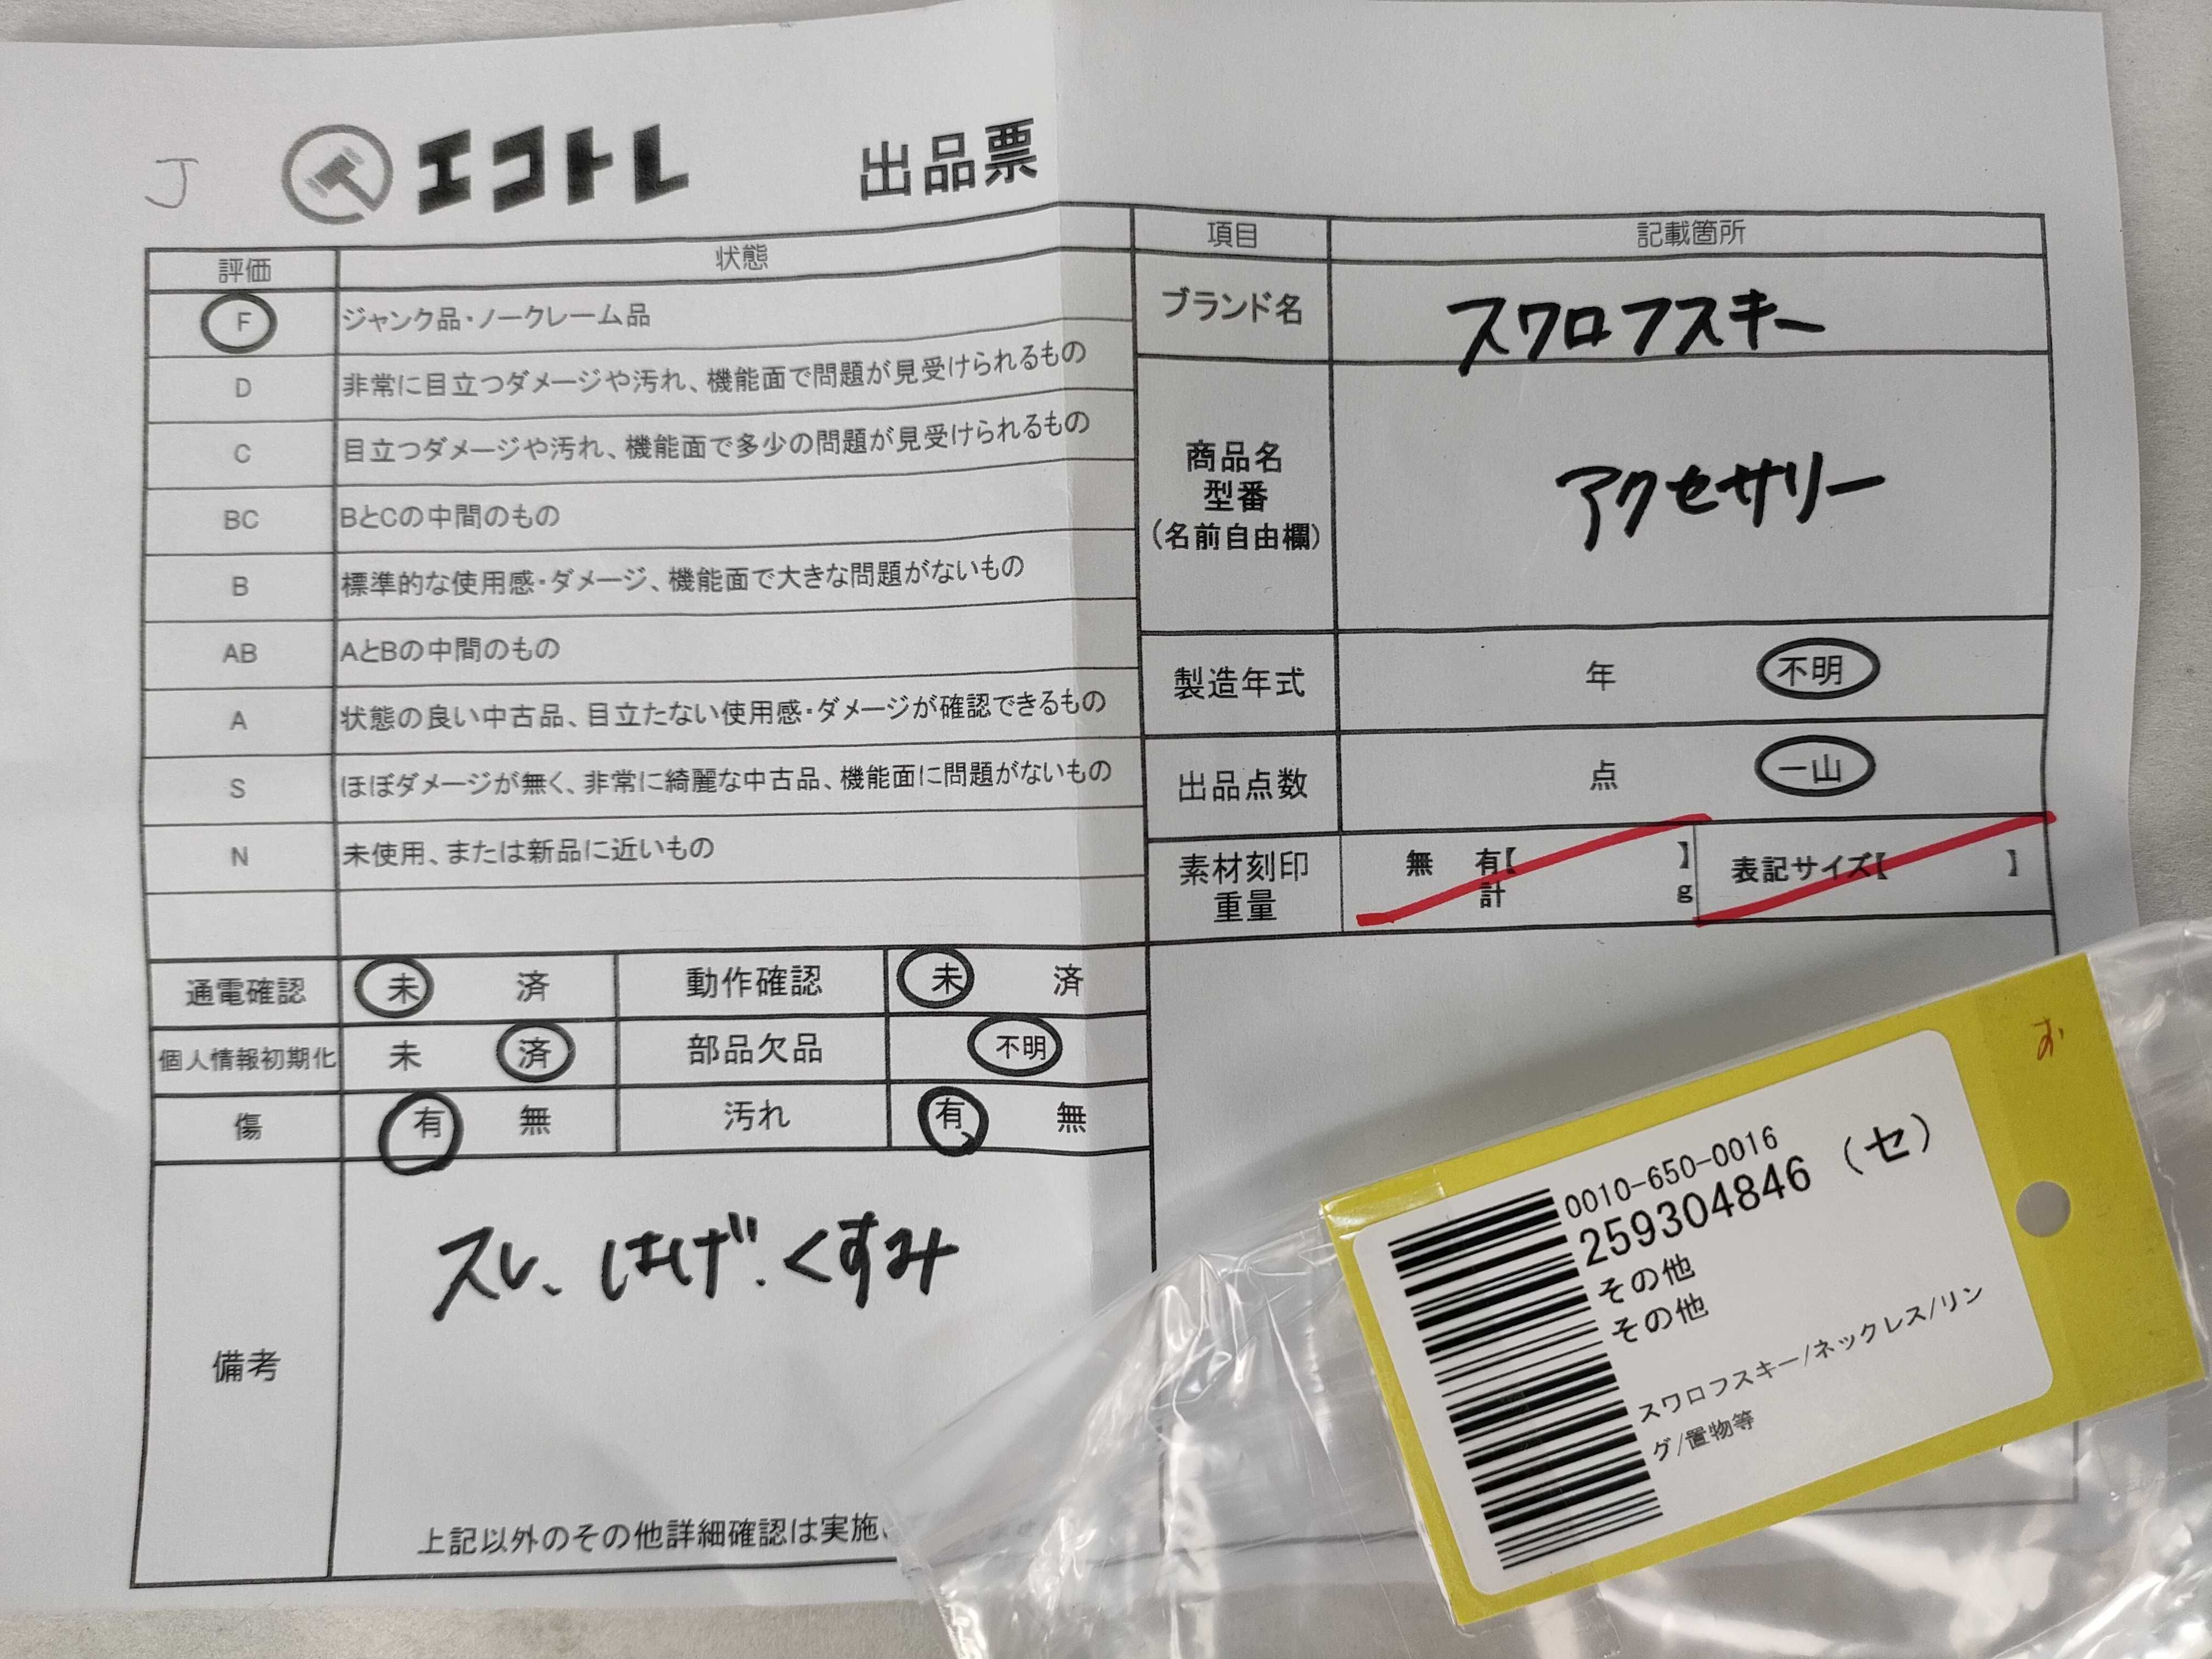 J
エコトレ 出品票
評価 状態
F ジャンク品・ノークレーム品
D 非常に目立つダメージや汚れ、機能面で問題が見受けられるもの
C 目立つダメージや汚れ、機能面で多少の問題が見受けられるもの
BC BとCの中間のもの
B 標準的な使用感・ダメージ、機能面で大きな問題がないもの
AB AとBの中間のもの
A 状態の良い中古品、目立たない使用感・ダメージが確認できるもの
S ほぼダメージが無く、非常に綺麗な中古品、機能面に問題がないもの
N 未使用、または新品に近いもの
通電確認 未 済 動作確認 未 済
個人情報初期化 未 済 部品欠品 不明
傷 有 無 汚れ 有 無
備考
スレ、はげ、くすみ
上記以外のその他詳細確認は実施
項目 記載箇所
ブランド名 スワロフスキー
商品名
型番
(名前自由欄)
アクセサリー
製造年式 年 不明
出品点数 点 一山
素材刻印
重量
無 有【 】
計 g
表記サイズ【 】
お
0010-650-0016
259304846 (セ)
その他
その他
スワロフスキー/ネックレス/リン
グ/置物等